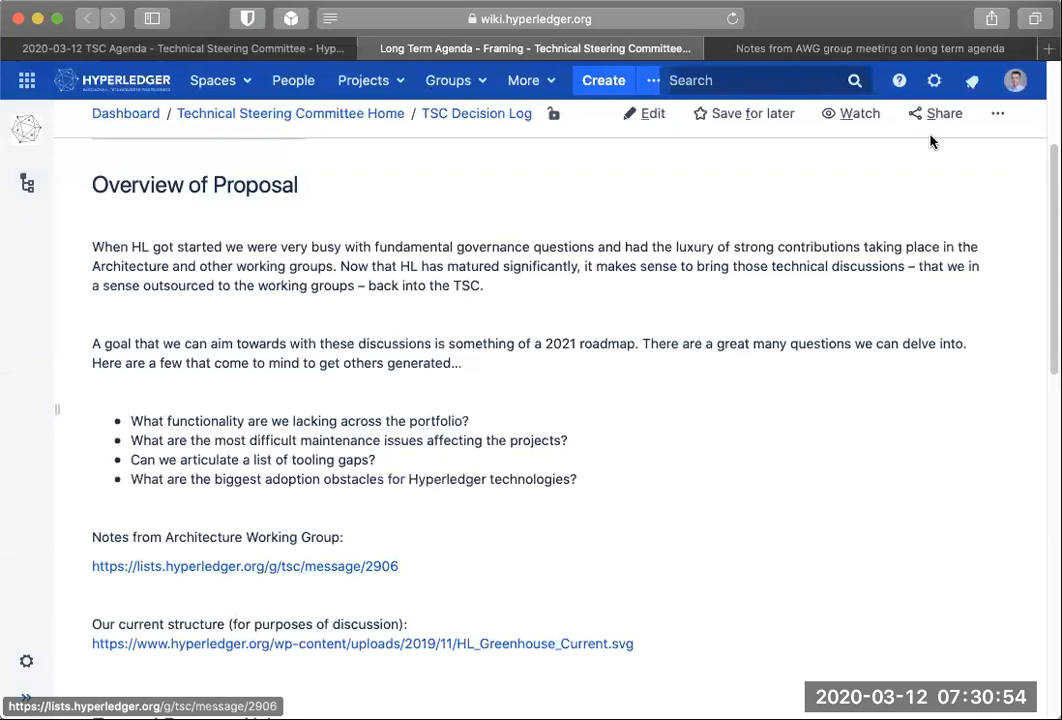 wiki.hyperledger.org
2020-03-12 TSC Agenda - Technical Steering Committee - Hyp...
Long Term Agenda - Framing - Technical Steering Committee...
Notes from AWG group meeting on long term agenda
HYPERLEDGER
Spaces
People
Projects
Groups
More
Create
Search
Dashboard / Technical Steering Committee Home / TSC Decision Log
Edit
Save for later
Watch
Share
Overview of Proposal
When HL got started we were very busy with fundamental governance questions and had the luxury of strong contributions taking place in the
Architecture and other working groups. Now that HL has matured significantly, it makes sense to bring those technical discussions – that we in
a sense outsourced to the working groups – back into the TSC.
A goal that we can aim towards with these discussions is something of a 2021 roadmap. There are a great many questions we can delve into.
Here are a few that come to mind to get others generated...
• What functionality are we lacking across the portfolio?
• What are the most difficult maintenance issues affecting the projects?
• Can we articulate a list of tooling gaps?
• What are the biggest adoption obstacles for Hyperledger technologies?
Notes from Architecture Working Group:
https://lists.hyperledger.org/g/tsc/message/2906
Our current structure (for purposes of discussion):
https://www.hyperledger.org/wp-content/uploads/2019/11/HL_Greenhouse_Current.svg
https://lists.hyperledger.org/g/tsc/message/2906
2020-03-12 07:30:54